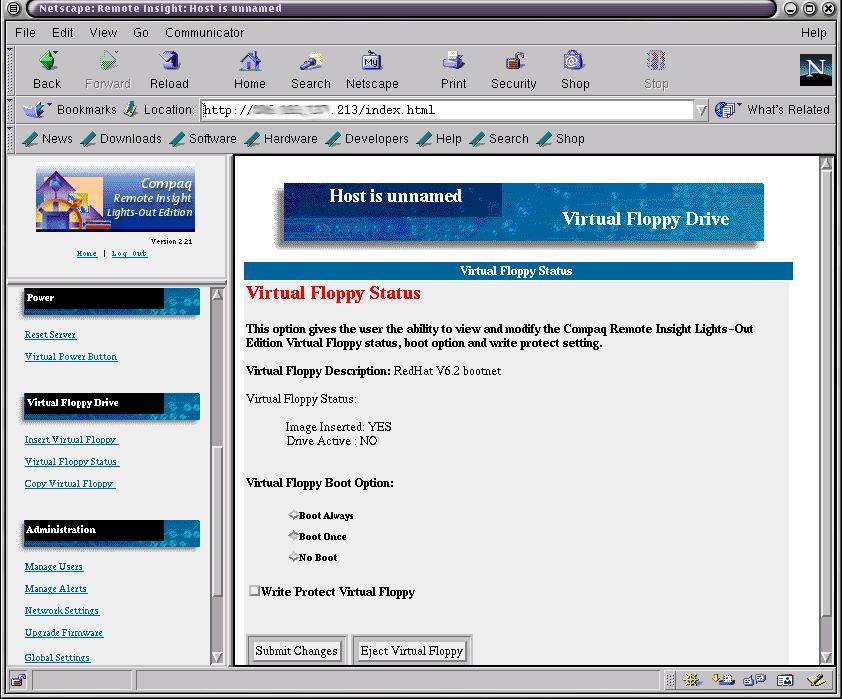 Netscape: Remote Insight: Host is unnamed
File Edit View Go Communicator Help
Back Forward Reload Home Search Netscape Print Security Shop Stop
My
N
Bookmarks Location: http:// .213/index.html What's Related
News Downloads Software Hardware Developers Help Search Shop
Compaq
Remote Insight
Lights-Out Edition
Version 2.21
Home | Log Out
Power
Reset Server
Virtual Power Button
Virtual Floppy Drive
Insert Virtual Floppy
Virtual Floppy Status
Copy Virtual Floppy
Administration
Manage Users
Manage Alerts
Network Settings
Upgrade Firmware
Global Settings
Host is unnamed
Virtual Floppy Drive
Virtual Floppy Status
Virtual Floppy Status
This option gives the user the ability to view and modify the Compaq Remote Insight Lights-Out
Edition Virtual Floppy status, boot option and write protect setting.
Virtual Floppy Description: RedHat V6.2 bootnet
Virtual Floppy Status:
Image Inserted: YES
Drive Active : NO
Virtual Floppy Boot Option:
Boot Always
Boot Once
No Boot
Write Protect Virtual Floppy
Submit Changes Eject Virtual Floppy